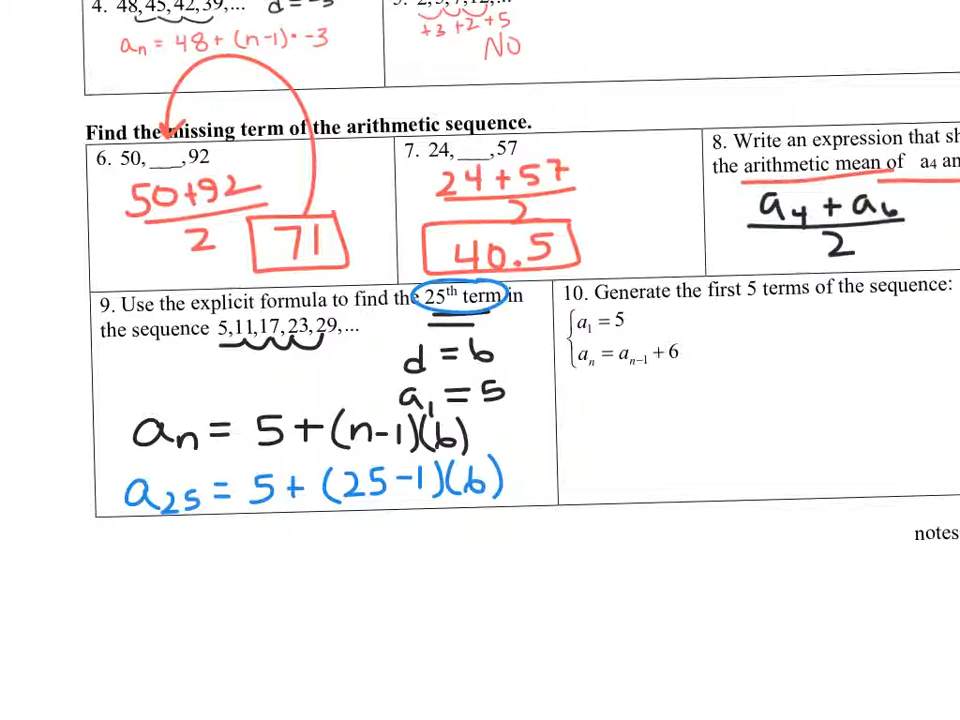 4. 48,45,42,39,... d = -3
+3 +2 +5
an = 48 + (n-1)· -3
NO
Find the missing term of the arithmetic sequence.
6. 50,___,92
50+92
2
71
7. 24,___,57
24+57
2
40.5
8. Write an expression that sh
the arithmetic mean of a4 an
a4 + a6
2
9. Use the explicit formula to find the 25th term in
the sequence 5,11,17,23,29,...
d = 6
a1 = 5
an = 5+(n-1)(6)
a25 = 5+(25-1)(6)
10. Generate the first 5 terms of the sequence:
a1 = 5
an = an−1 + 6
notes